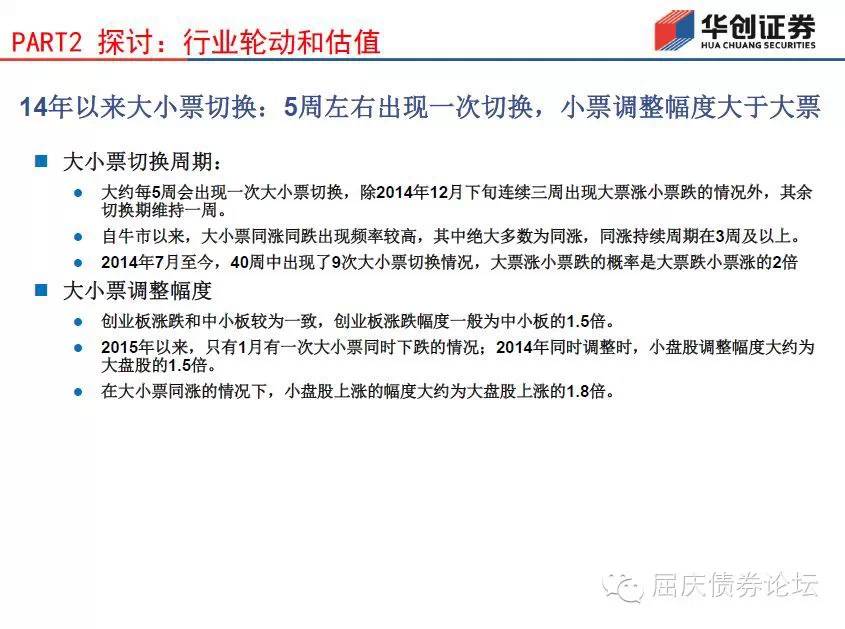 PART2 探讨：行业轮动和估值
华创证券
HUA CHUANG SECURITIES
14年以来大小票切换：5周左右出现一次切换，小票调整幅度大于大票
大小票切换周期：
大约每5周会出现一次大小票切换，除2014年12月下旬连续三周出现大票涨小票跌的情况外，其余
切换期维持一周。
自牛市以来，大小票同涨同跌出现频率较高，其中绝大多数为同涨，同涨持续周期在3周及以上。
2014年7月至今，40周中出现了9次大小票切换情况，大票涨小票跌的概率是大票跌小票涨的2倍
大小票调整幅度
创业板涨跌和中小板较为一致，创业板涨跌幅度一般为中小板的1.5倍。
2015年以来，只有1月有一次大小票同时下跌的情况；2014年同时调整时，小盘股调整幅度大约为
大盘股的1.5倍。
在大小票同涨的情况下，小盘股上涨的幅度大约为大盘股上涨的1.8倍。
屈庆债券论坛